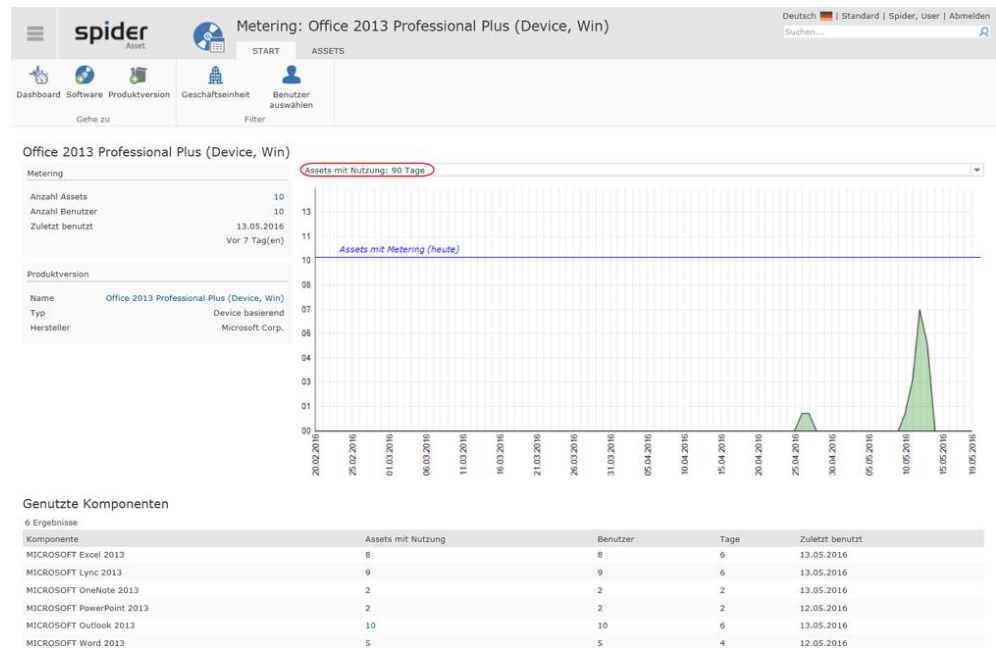 Deutsch | Standard | Spider, User | Abmelden
Suchen...
spider
Asset
Metering: Office 2013 Professional Plus (Device, Win)
START ASSETS
Dashboard Software Produktversion Geschäftseinheit Benutzer auswählen
Gehe zu Filter
Office 2013 Professional Plus (Device, Win)
Metering
Anzahl Assets 10
Anzahl Benutzer 10
Zuletzt benutzt 13.05.2016
Vor 7 Tag(en)
Produktversion
Name Office 2013 Professional Plus (Device, Win)
Typ Device basierend
Hersteller Microsoft Corp.
Assets mit Nutzung: 90 Tage
13
11
Assets mit Metering (heute)
10
08
07
06
04
03
01
00
20.02.2016 25.02.2016 01.03.2016 06.03.2016 11.03.2016 16.03.2016 21.03.2016 26.03.2016 31.03.2016 05.04.2016 10.04.2016 15.04.2016 20.04.2016 25.04.2016 30.04.2016 05.05.2016 10.05.2016 15.05.2016 19.05.2016
Genutzte Komponenten
6 Ergebnisse
Komponente Assets mit Nutzung Benutzer Tage Zuletzt benutzt
MICROSOFT Excel 2013 8 8 6 13.05.2016
MICROSOFT Lync 2013 9 9 6 13.05.2016
MICROSOFT OneNote 2013 2 2 2 13.05.2016
MICROSOFT PowerPoint 2013 2 2 2 12.05.2016
MICROSOFT Outlook 2013 10 10 6 13.05.2016
MICROSOFT Word 2013 5 5 4 12.05.2016